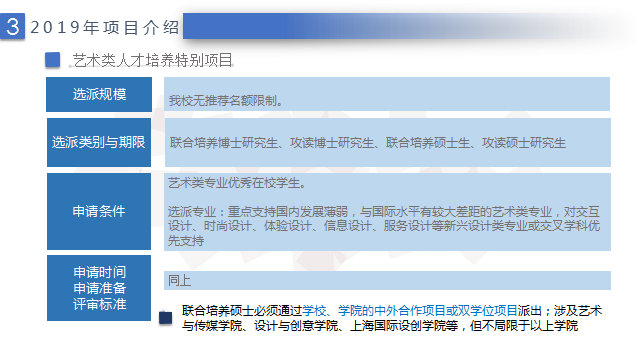 3 2019年项目介绍
艺术类人才培养特别项目
选派规模
我校无推荐名额限制。
选派类别与期限
联合培养博士研究生、攻读博士研究生、联合培养硕士生、攻读硕士研究生
申请条件
艺术类专业优秀在校学生。
选派专业：重点支持国内发展薄弱，与国际水平有较大差距的艺术类专业，对交互
设计、时尚设计、体验设计、信息设计、服务设计等新兴设计类专业或交叉学科优
先支持
申请时间
申请准备
评审标准
同上
联合培养硕士必须通过学校、学院的中外合作项目或双学位项目派出；涉及艺术
与传媒学院、设计与创意学院、上海国际设创学院等，但不局限于以上学院